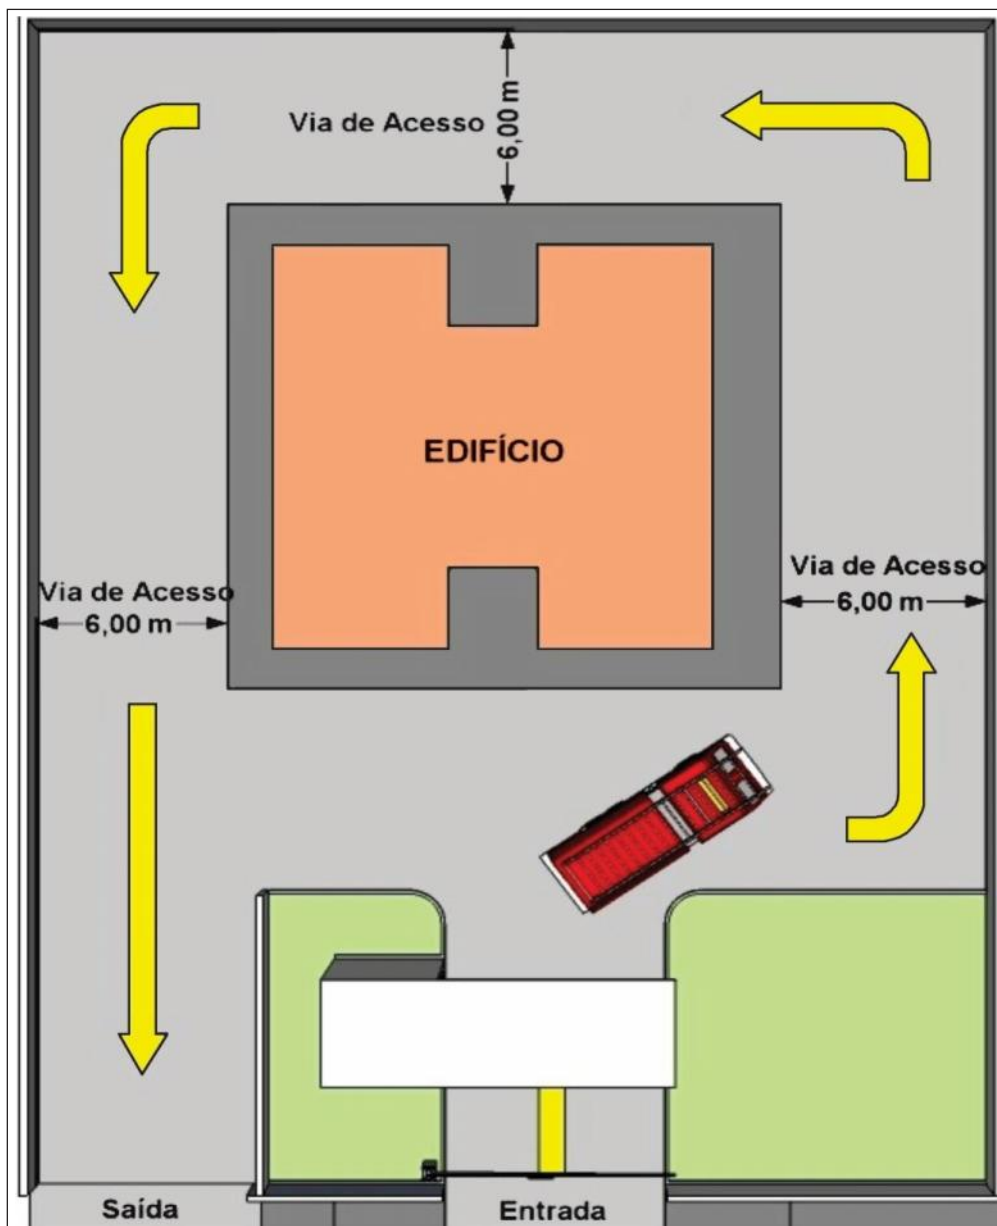 Via de Acesso
6,00 m
EDIFÍCIO
Via de Acesso
6,00 m
Via de Acesso
6,00 m
Saída
Entrada